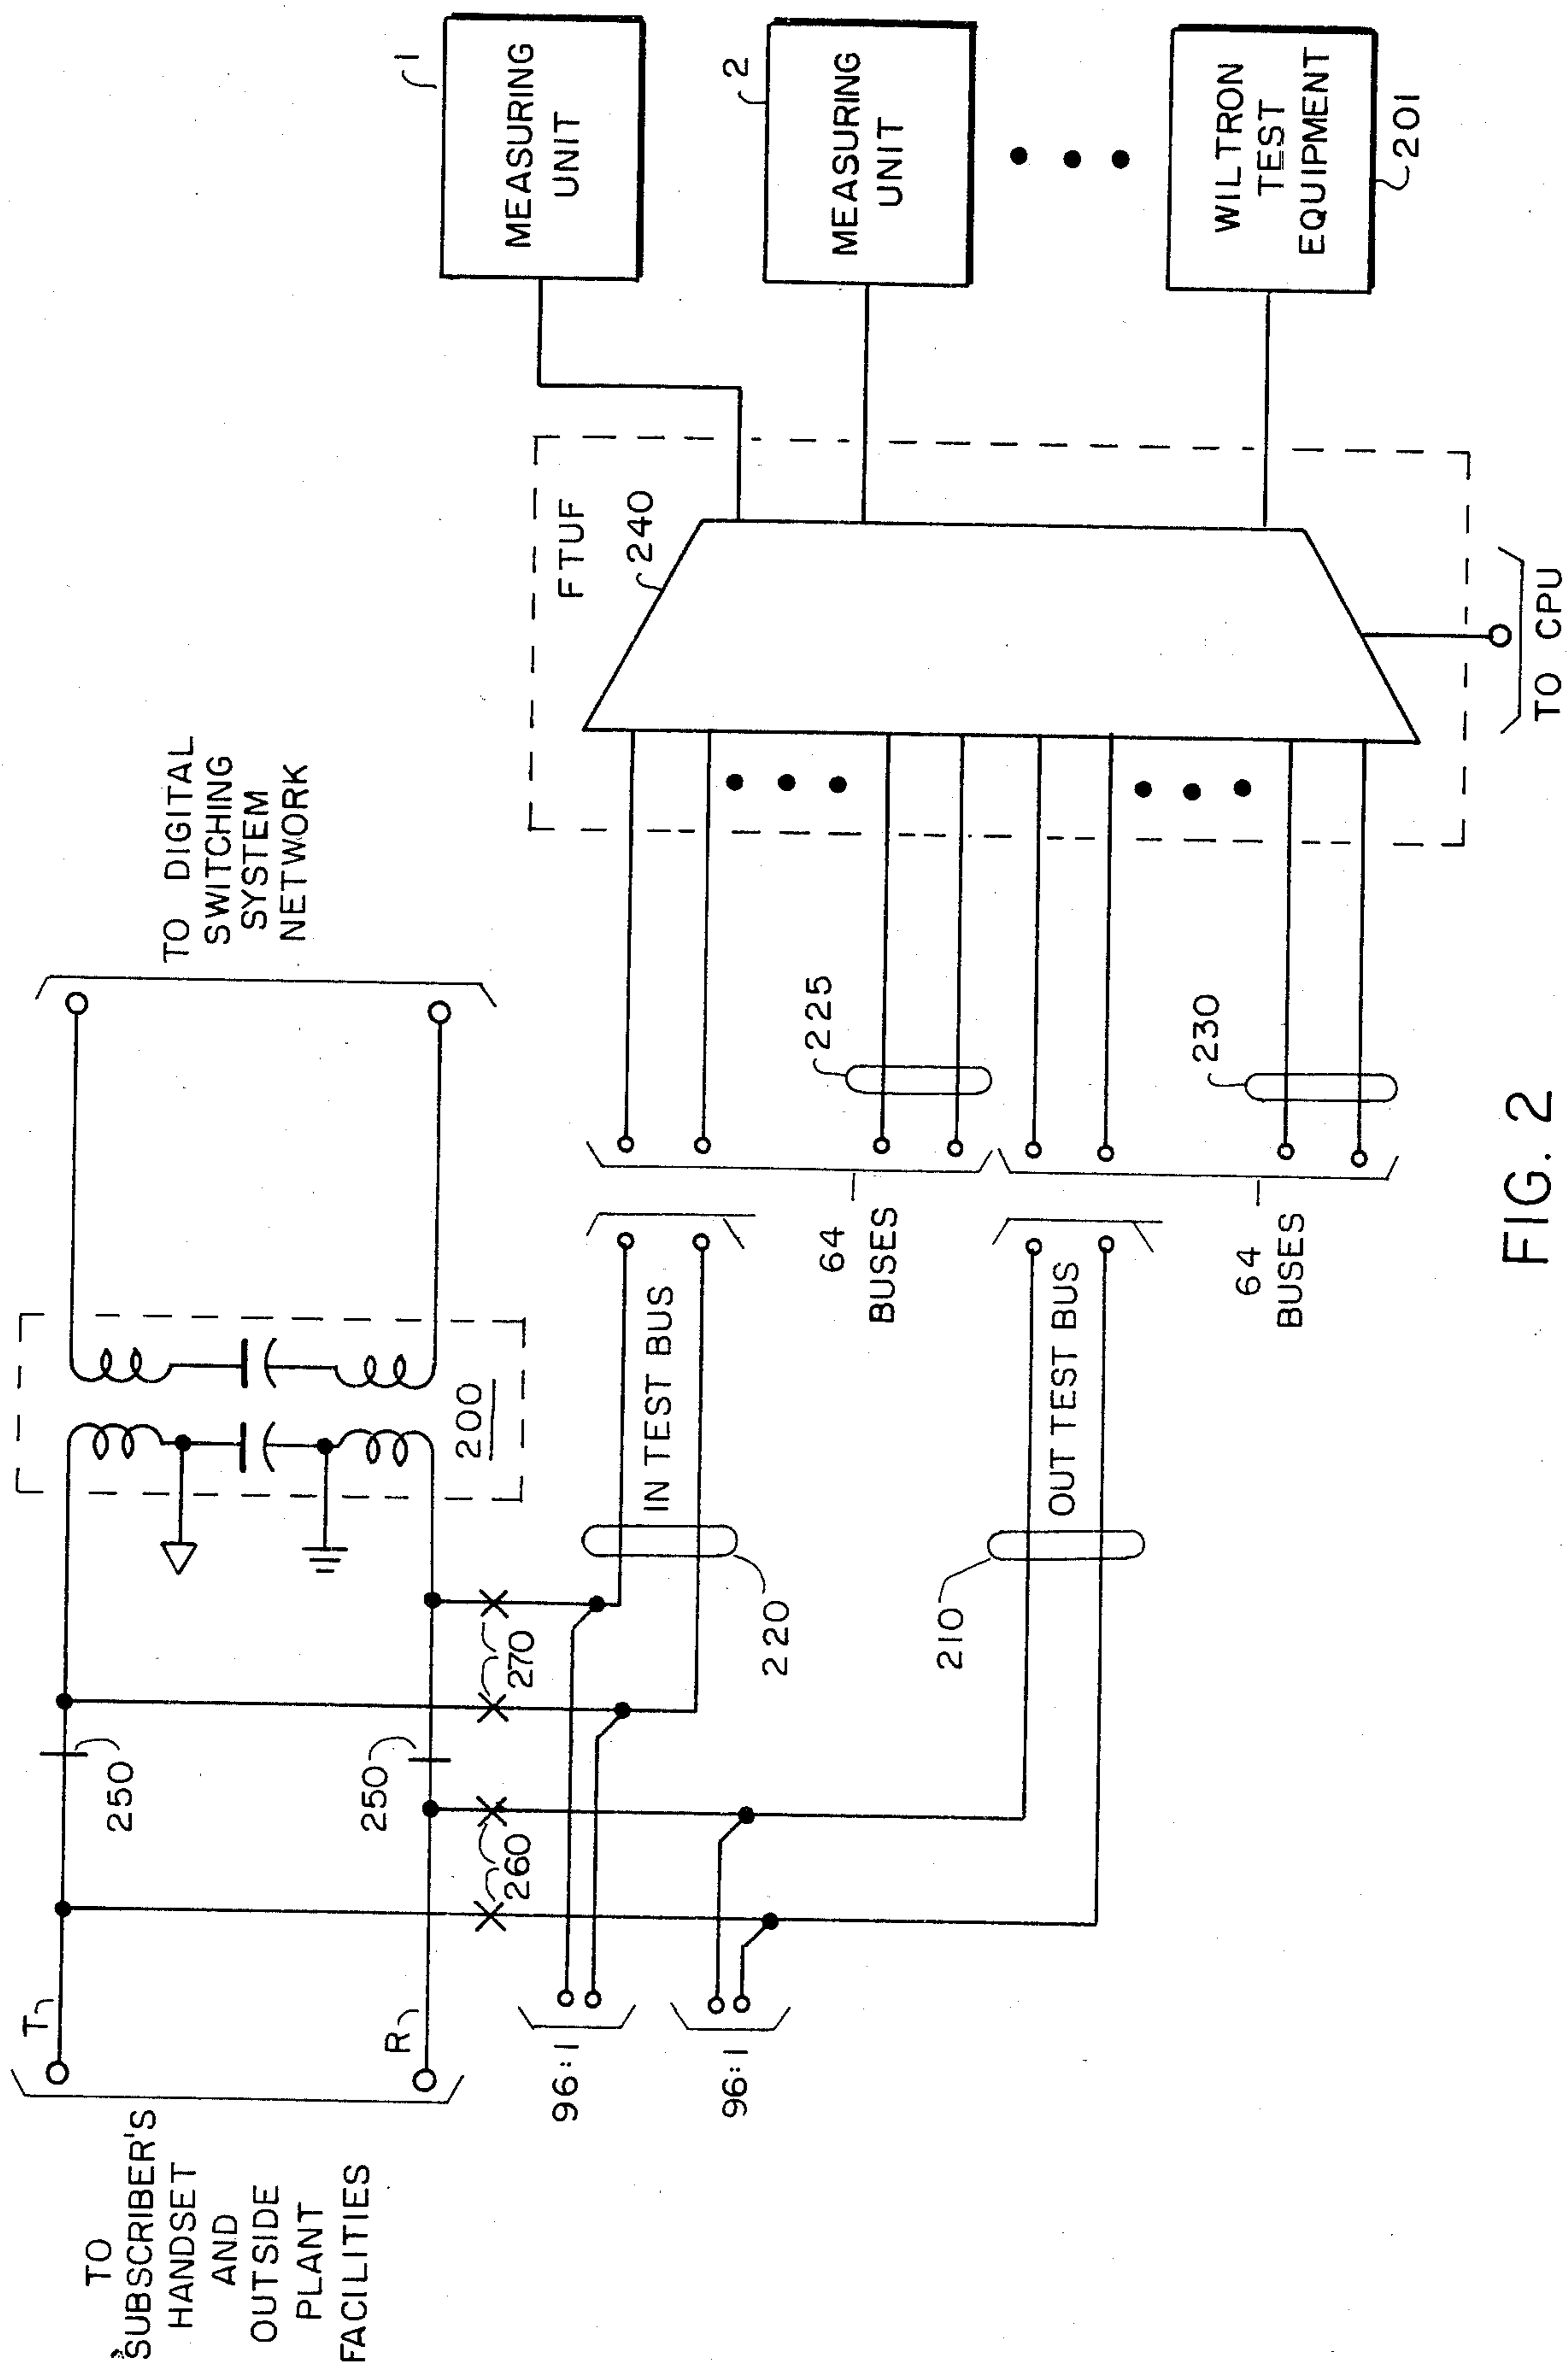 TO
SUBSCRIBER'S
HANDSET
AND
OUTSIDE
PLANT
FACILITIES
T
R
250
250
260
270
200
TO DIGITAL
SWITCHING
SYSTEM
NETWORK
96:1
96:1
IN TEST BUS
220
OUT TEST BUS
210
64
BUSES
225
64
BUSES
230
FTUF
240
TO CPU
1
MEASURING
UNIT
2
MEASURING
UNIT
WILTRON
TEST
EQUIPMENT
201
FIG. 2